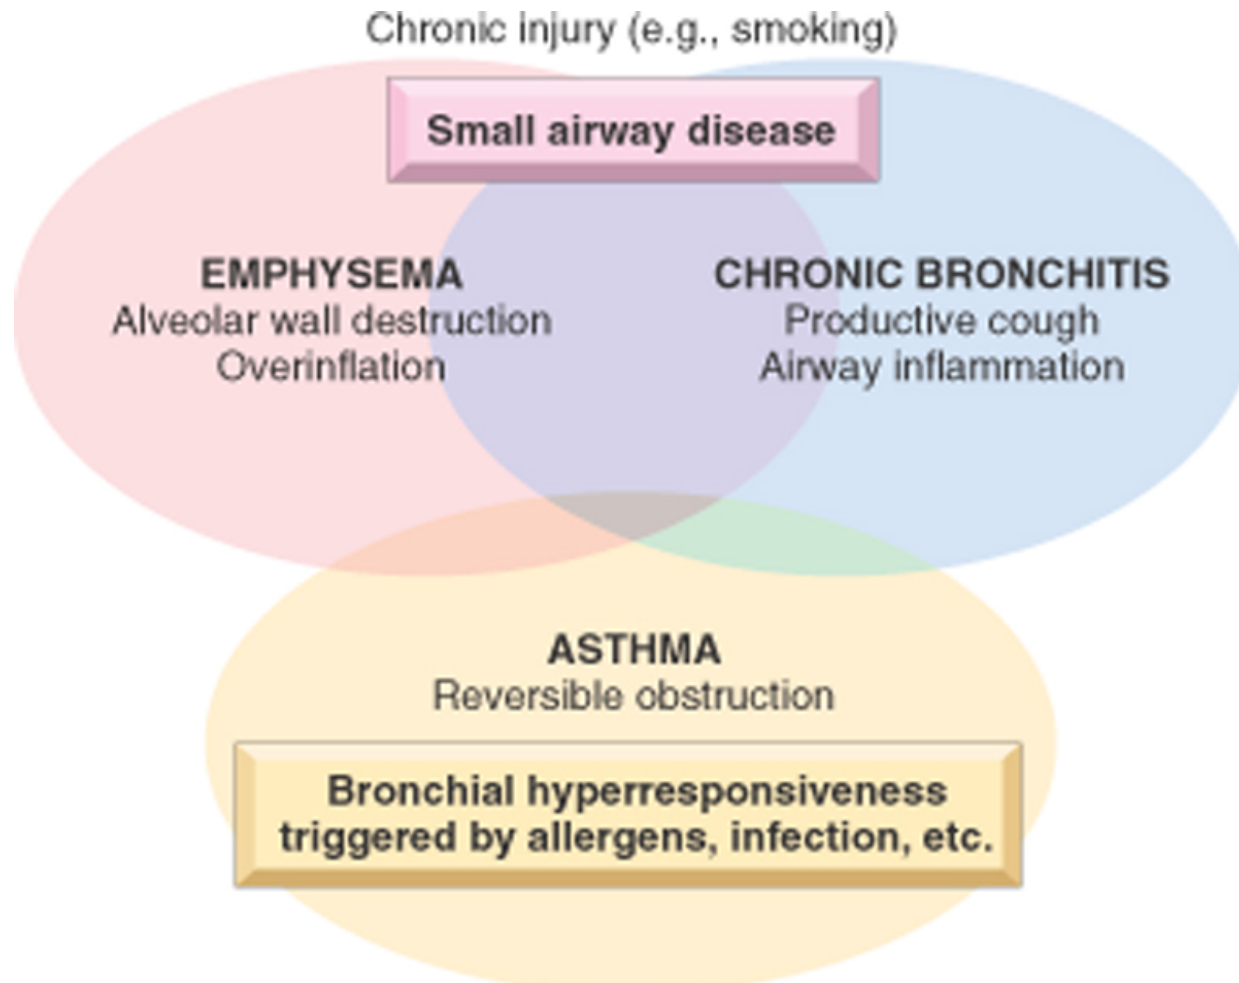 Chronic injury (e.g., smoking)
Small airway disease
EMPHYSEMA
Alveolar wall destruction
Overinflation
CHRONIC BRONCHITIS
Productive cough
Airway inflammation
ASTHMA
Reversible obstruction
Bronchial hyperresponsiveness
triggered by allergens, infection, etc.